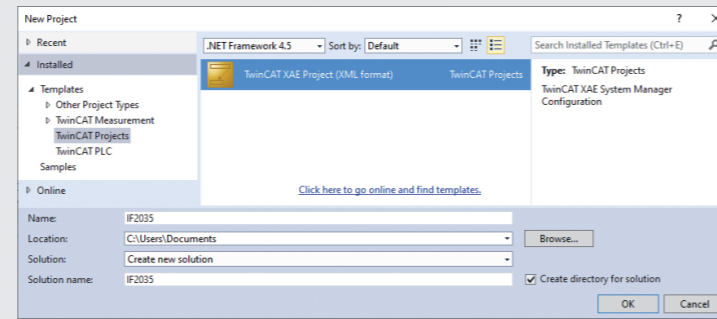 New Project
Recent
.NET Framework 4.5
Sort by: Default
Search Installed Templates (Ctrl+E)
Installed
Templates
Other Project Types
TwinCAT Measurement
TwinCAT Projects
TwinCAT PLC
Samples
Online
TwinCAT XAE Project (XML format)
TwinCAT Projects
Type: TwinCAT Projects
TwinCAT XAE System Manager
Configuration
Click here to go online and find templates.
Name: IF2035
Location: C:\Users\Documents
Browse...
Solution: Create new solution
Solution name: IF2035
Create directory for solution
OK
Cancel